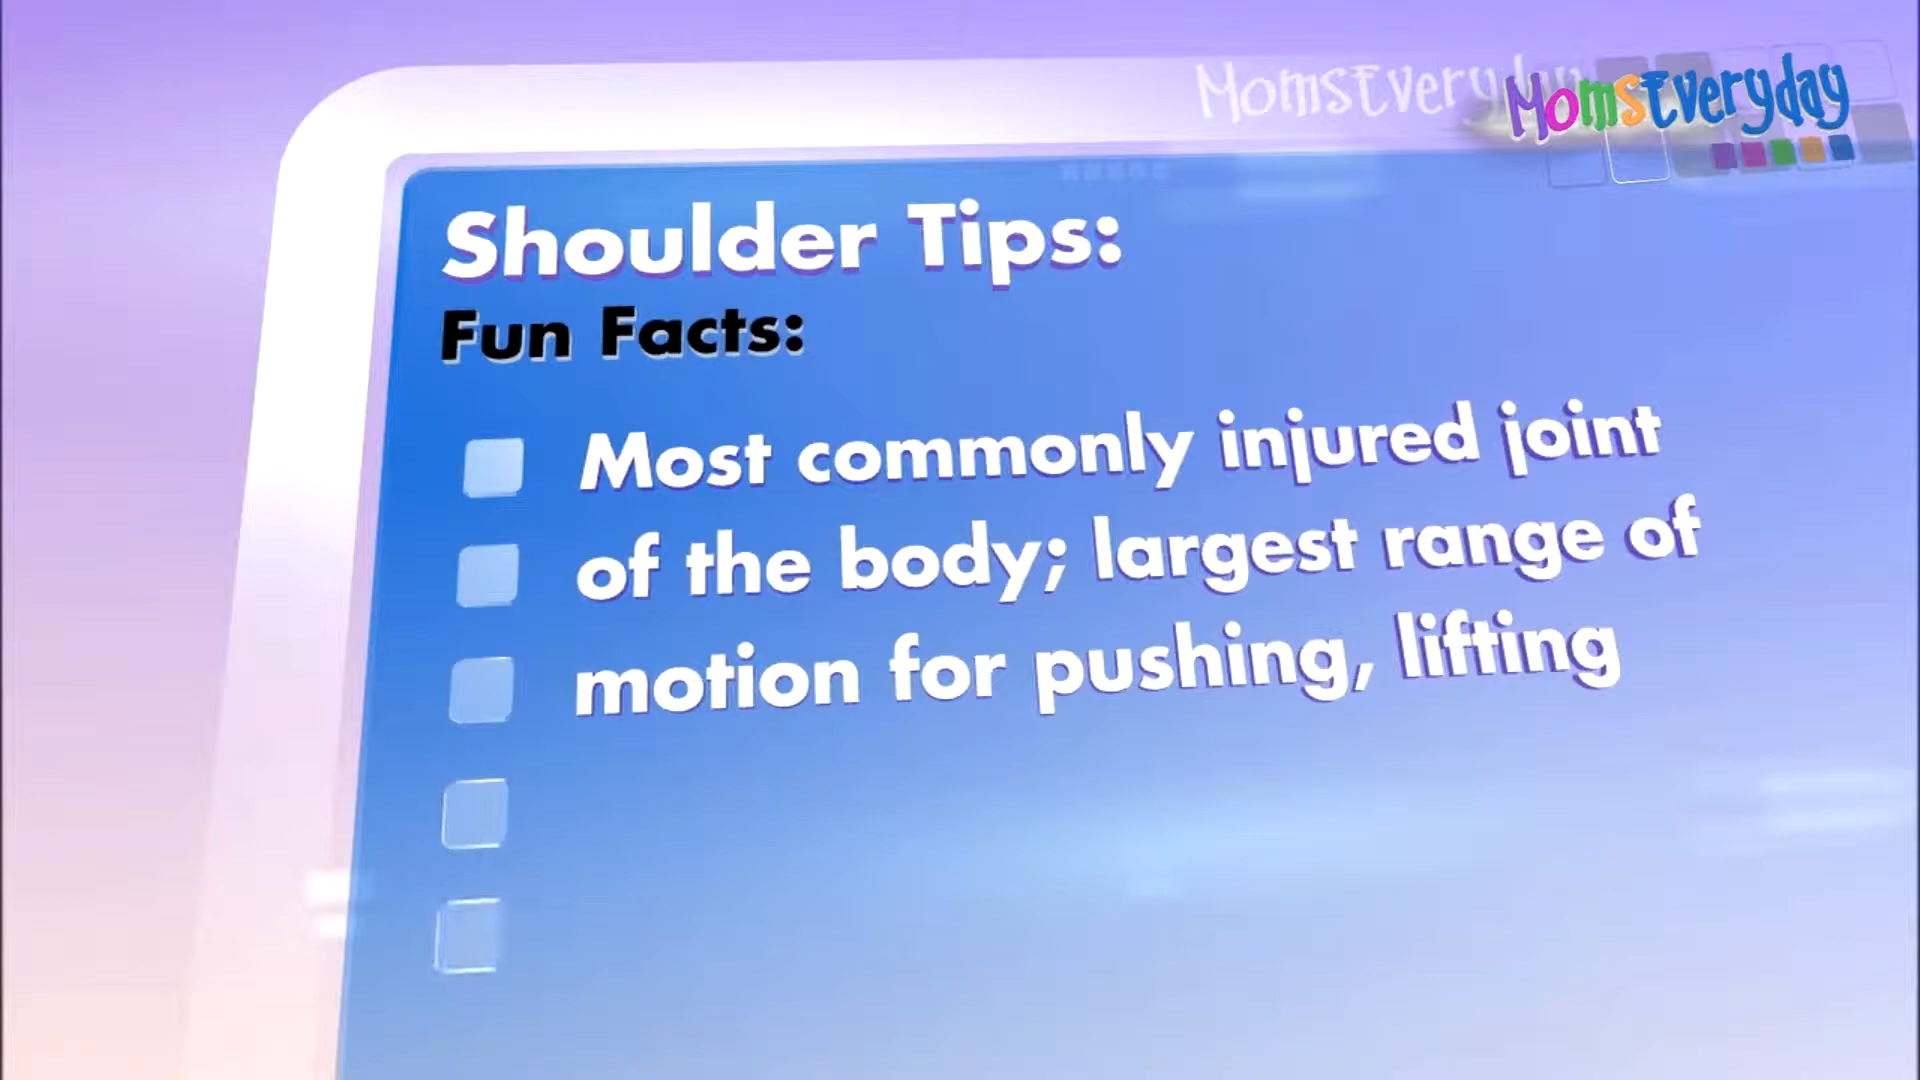 MomsEveryday
MomsEveryday
Shoulder Tips:
Fun Facts:
Most commonly injured joint
of the body; largest range of
motion for pushing, lifting